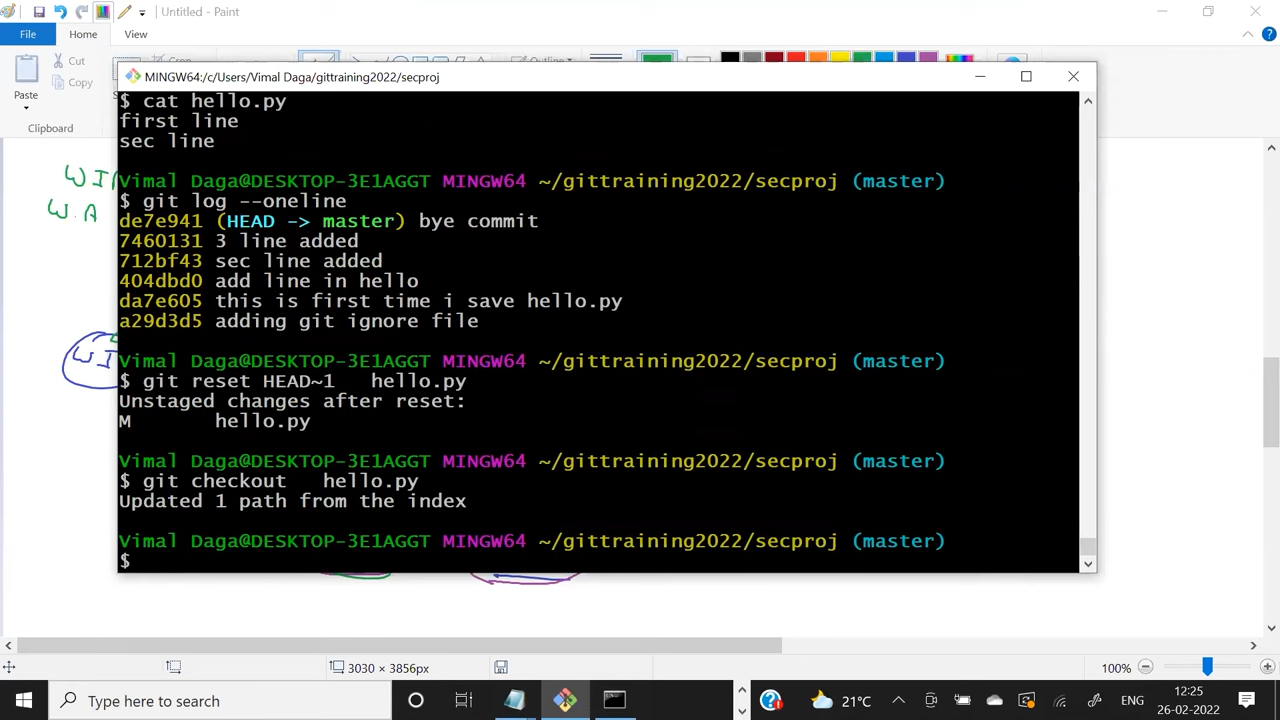 Untitled - Paint
File
Home
View
Paste
Cut
Copy
Crop
Outline
Clipboard
W.A
MINGW64:/c/Users/Vimal Daga/gittraining2022/secproj
$ cat hello.py
first line
sec line
Vimal Daga@DESKTOP-3E1AGGT MINGW64 ~/gittraining2022/secproj (master)
$ git log --oneline
de7e941 (HEAD -> master) bye commit
7460131 3 line added
712bf43 sec line added
404dbd0 add line in hello
da7e605 this is first time i save hello.py
a29d3d5 adding git ignore file
Vimal Daga@DESKTOP-3E1AGGT MINGW64 ~/gittraining2022/secproj (master)
$ git reset HEAD~1   hello.py
Unstaged changes after reset:
M       hello.py
Vimal Daga@DESKTOP-3E1AGGT MINGW64 ~/gittraining2022/secproj (master)
$ git checkout   hello.py
Updated 1 path from the index
Vimal Daga@DESKTOP-3E1AGGT MINGW64 ~/gittraining2022/secproj (master)
$
3030 × 3856px
100%
Type here to search
21°C
ENG
12:25
26-02-2022